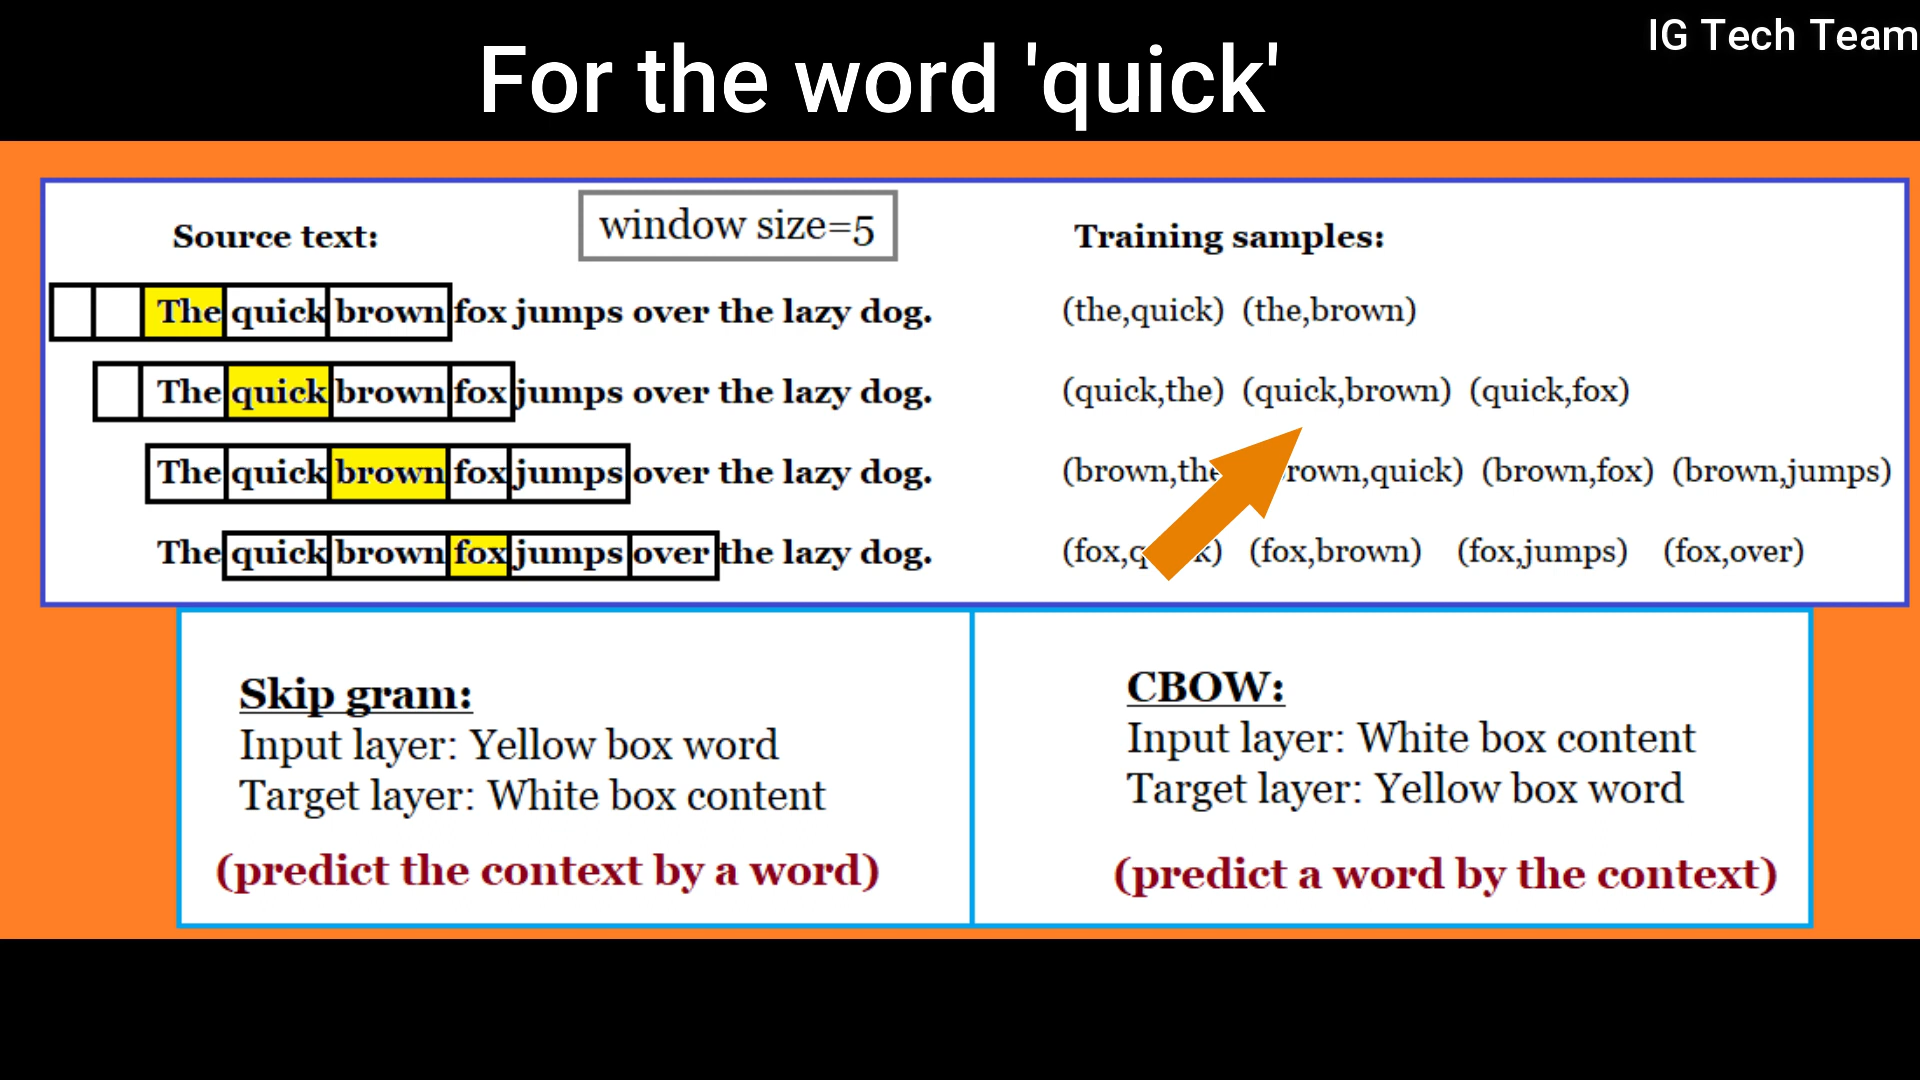 IG Tech Team
For the word 'quick'
window size=5
Source text:
Training samples:
The quick brown fox jumps over the lazy dog.
(the,quick) (the,brown)
The quick brown fox jumps over the lazy dog.
(quick,the) (quick,brown) (quick,fox)
The quick brown fox jumps over the lazy dog.
(brown,the rown,quick) (brown,fox) (brown,jumps)
The quick brown fox jumps over the lazy dog.
(fox,q k) (fox,brown) (fox,jumps) (fox,over)
Skip gram:
Input layer: Yellow box word
Target layer: White box content
(predict the context by a word)
CBOW:
Input layer: White box content
Target layer: Yellow box word
(predict a word by the context)